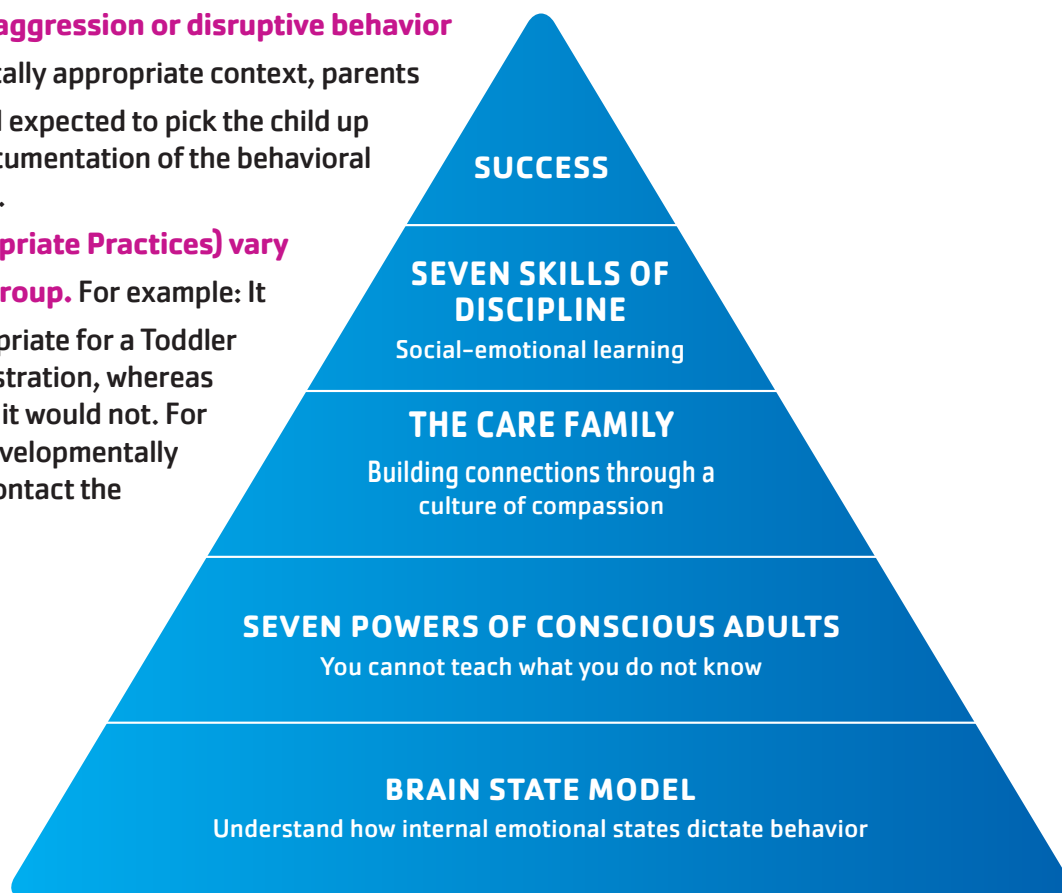 aggression or disruptive behavior
ally appropriate context, parents
expected to pick the child up
cumentation of the behavioral
.
priate Practices) vary
roup. For example: It
priate for a Toddler
stration, whereas
it would not. For
velopmentally
ontact the
SUCCESS
SEVEN SKILLS OF
DISCIPLINE
Social-emotional learning
THE CARE FAMILY
Building connections through a
culture of compassion
SEVEN POWERS OF CONSCIOUS ADULTS
You cannot teach what you do not know
BRAIN STATE MODEL
Understand how internal emotional states dictate behavior